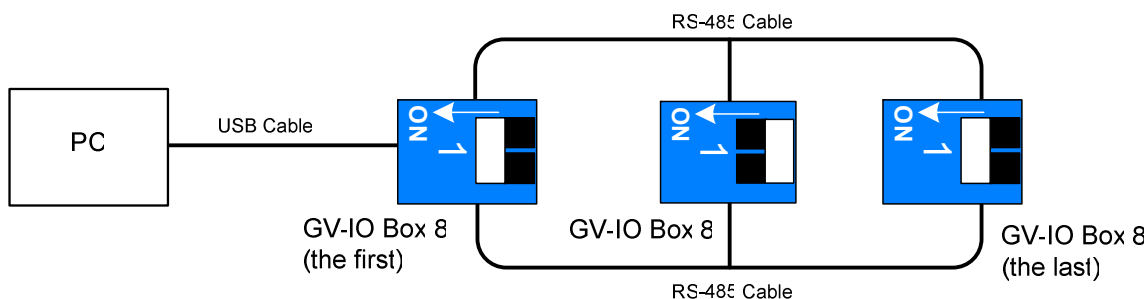 RS-485 Cable
PC
USB Cable
ON
1
ON
1
ON
1
GV-IO Box 8
(the first)
GV-IO Box 8
GV-IO Box 8
(the last)
RS-485 Cable